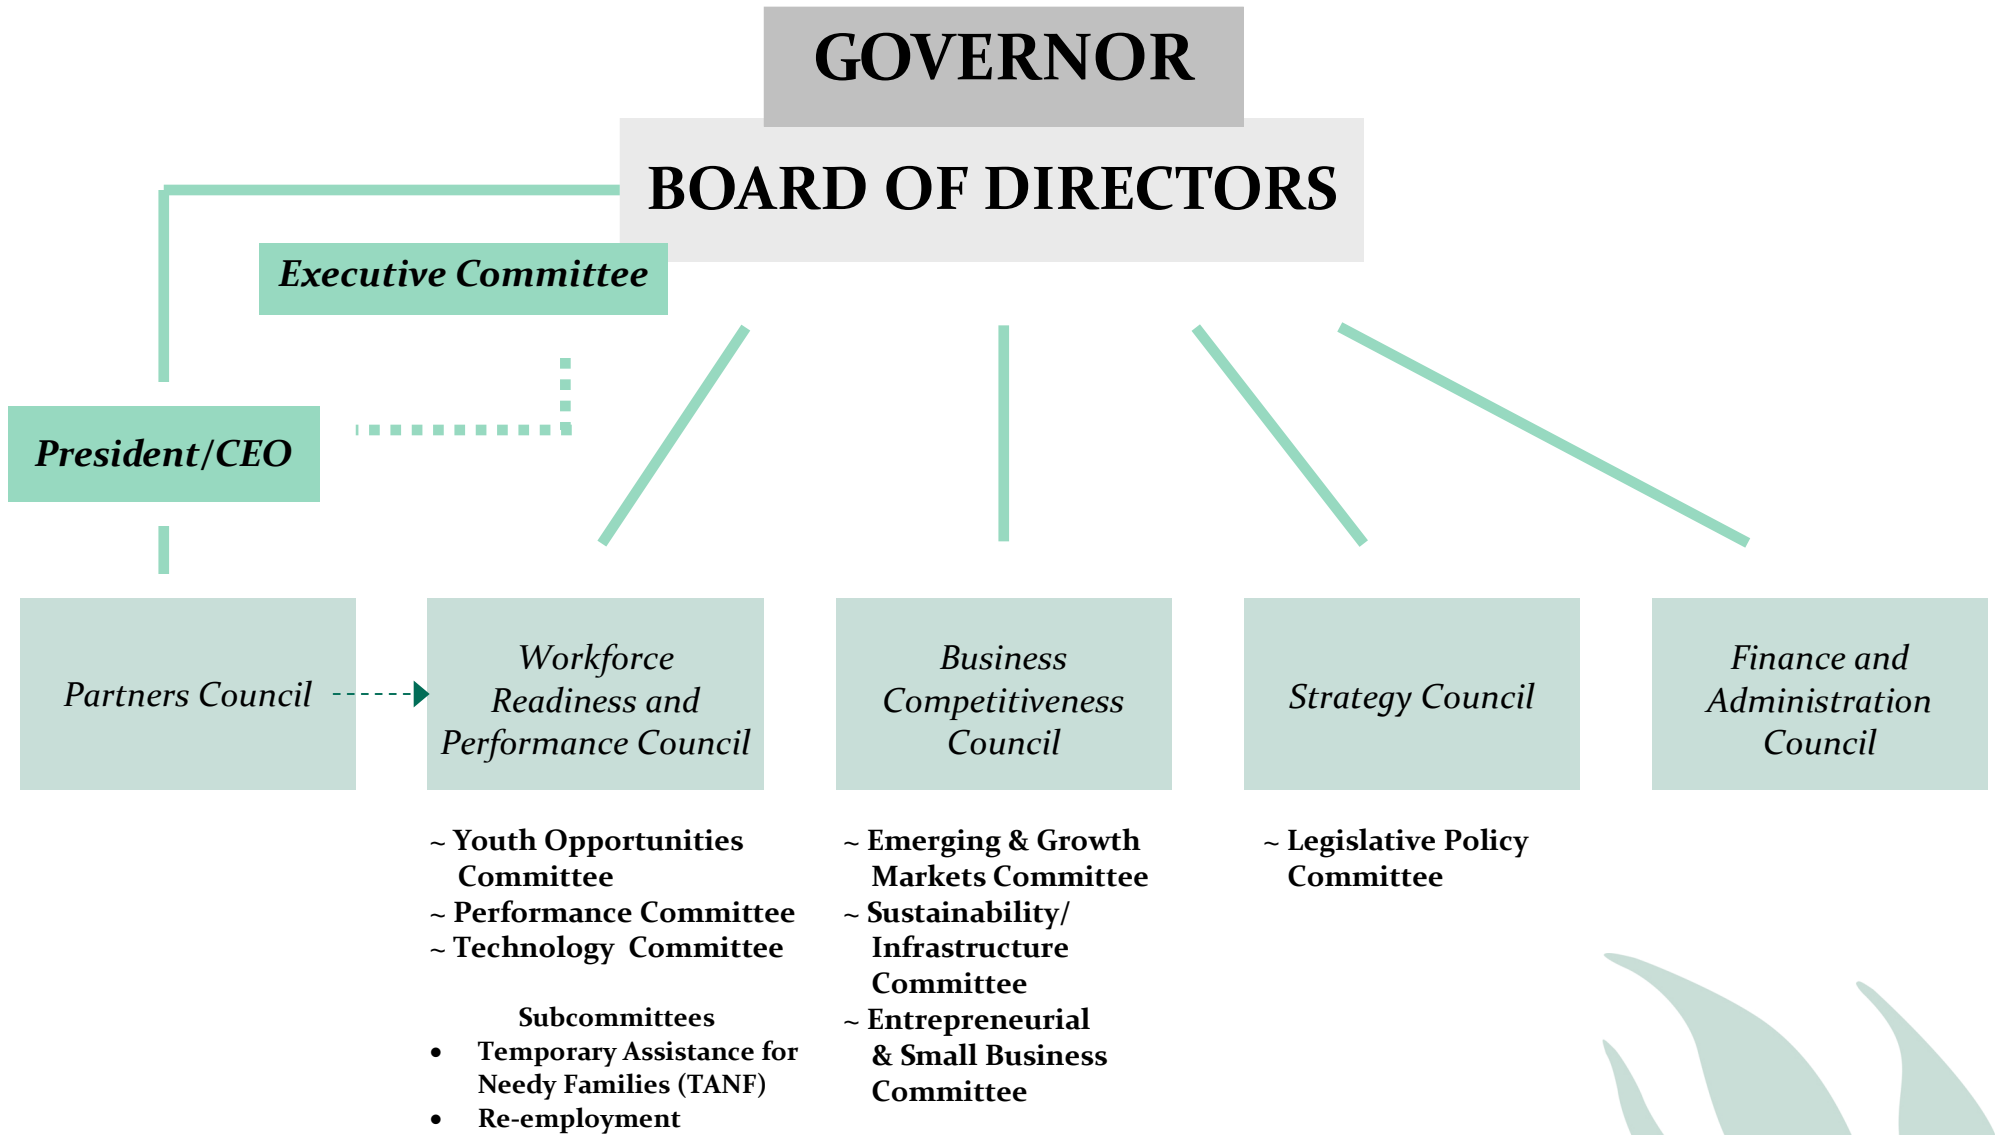 GOVERNOR
BOARD OF DIRECTORS
Executive Committee
President/CEO
Partners Council
Workforce
Readiness and
Performance Council
Business
Competitiveness
Council
Strategy Council
Finance and
Administration
Council
~ Youth Opportunities
Committee
~ Performance Committee
~ Technology Committee
Subcommittees
• Temporary Assistance for
Needy Families (TANF)
• Re-employment
~ Emerging & Growth
Markets Committee
~ Sustainability/
Infrastructure
Committee
~ Entrepreneurial
& Small Business
Committee
~ Legislative Policy
Committee